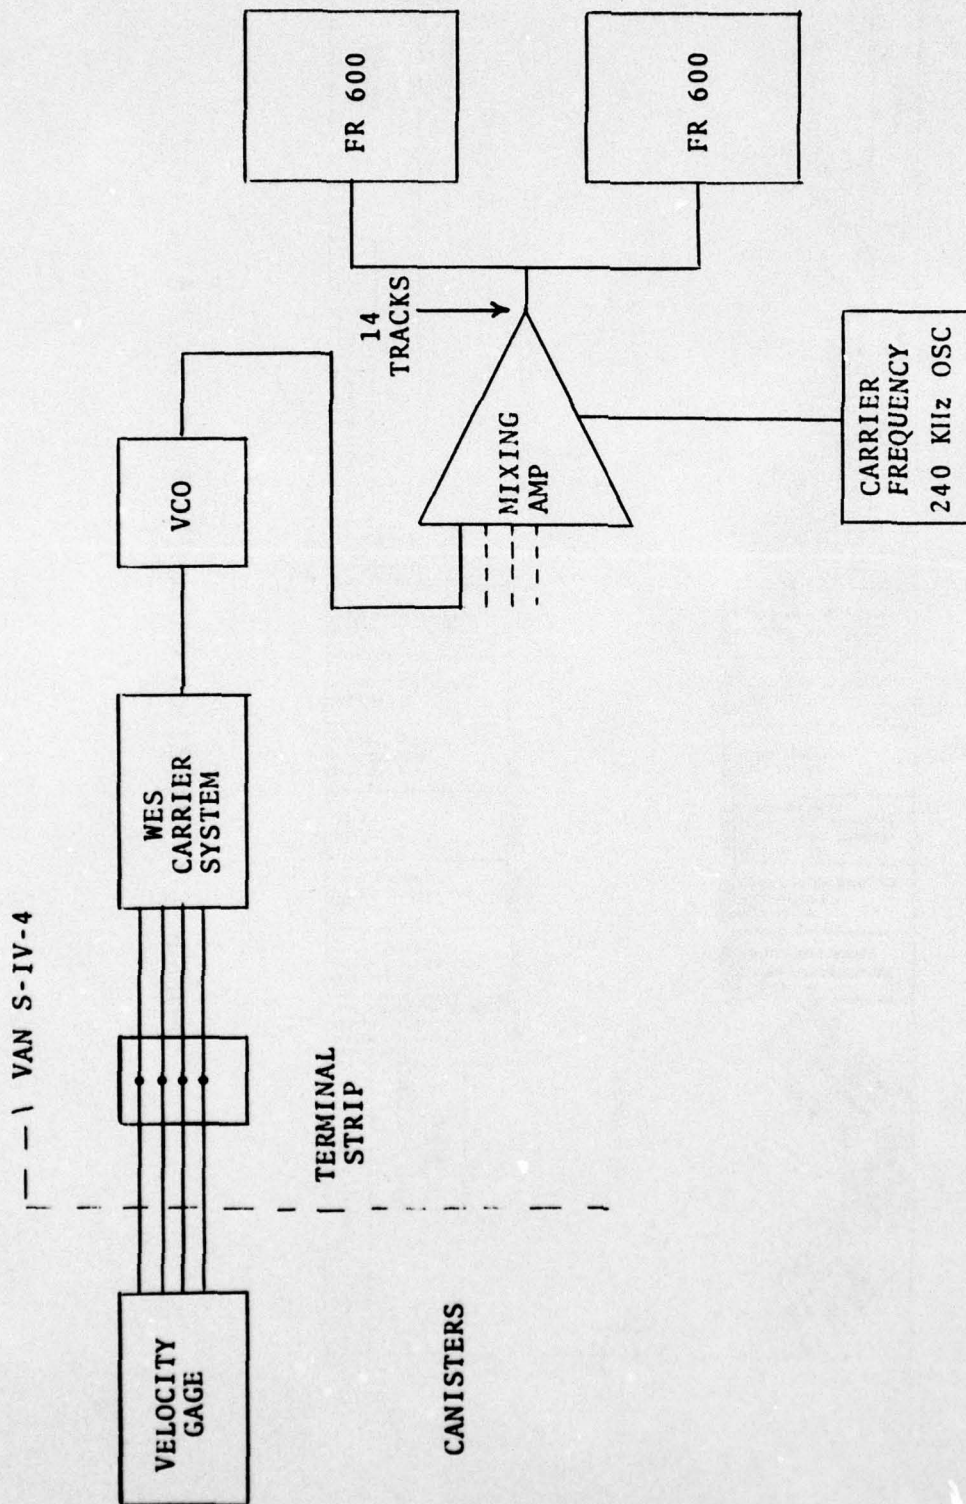 VAN S-IV-4
VELOCITY
GAGE
CANISTERS
TERMINAL
STRIP
WES
CARRIER
SYSTEM
VCO
14
TRACKS
MIXING
AMP
CARRIER
FREQUENCY
240 KHz OSC
FR 600
FR 600